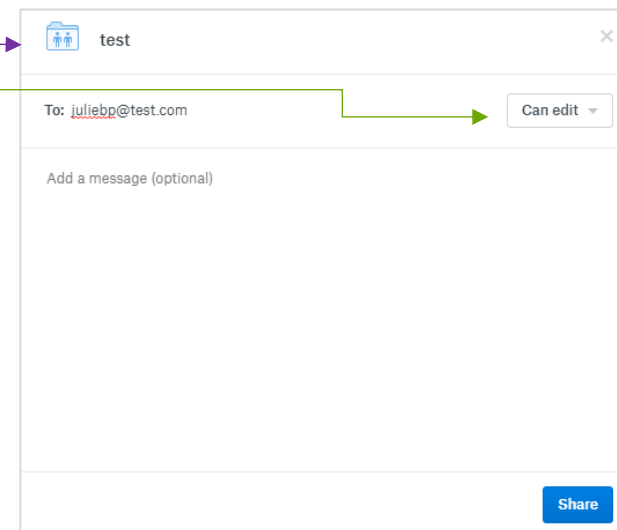 test
To: juliebp@test.com
Can edit
Add a message (optional)
Share